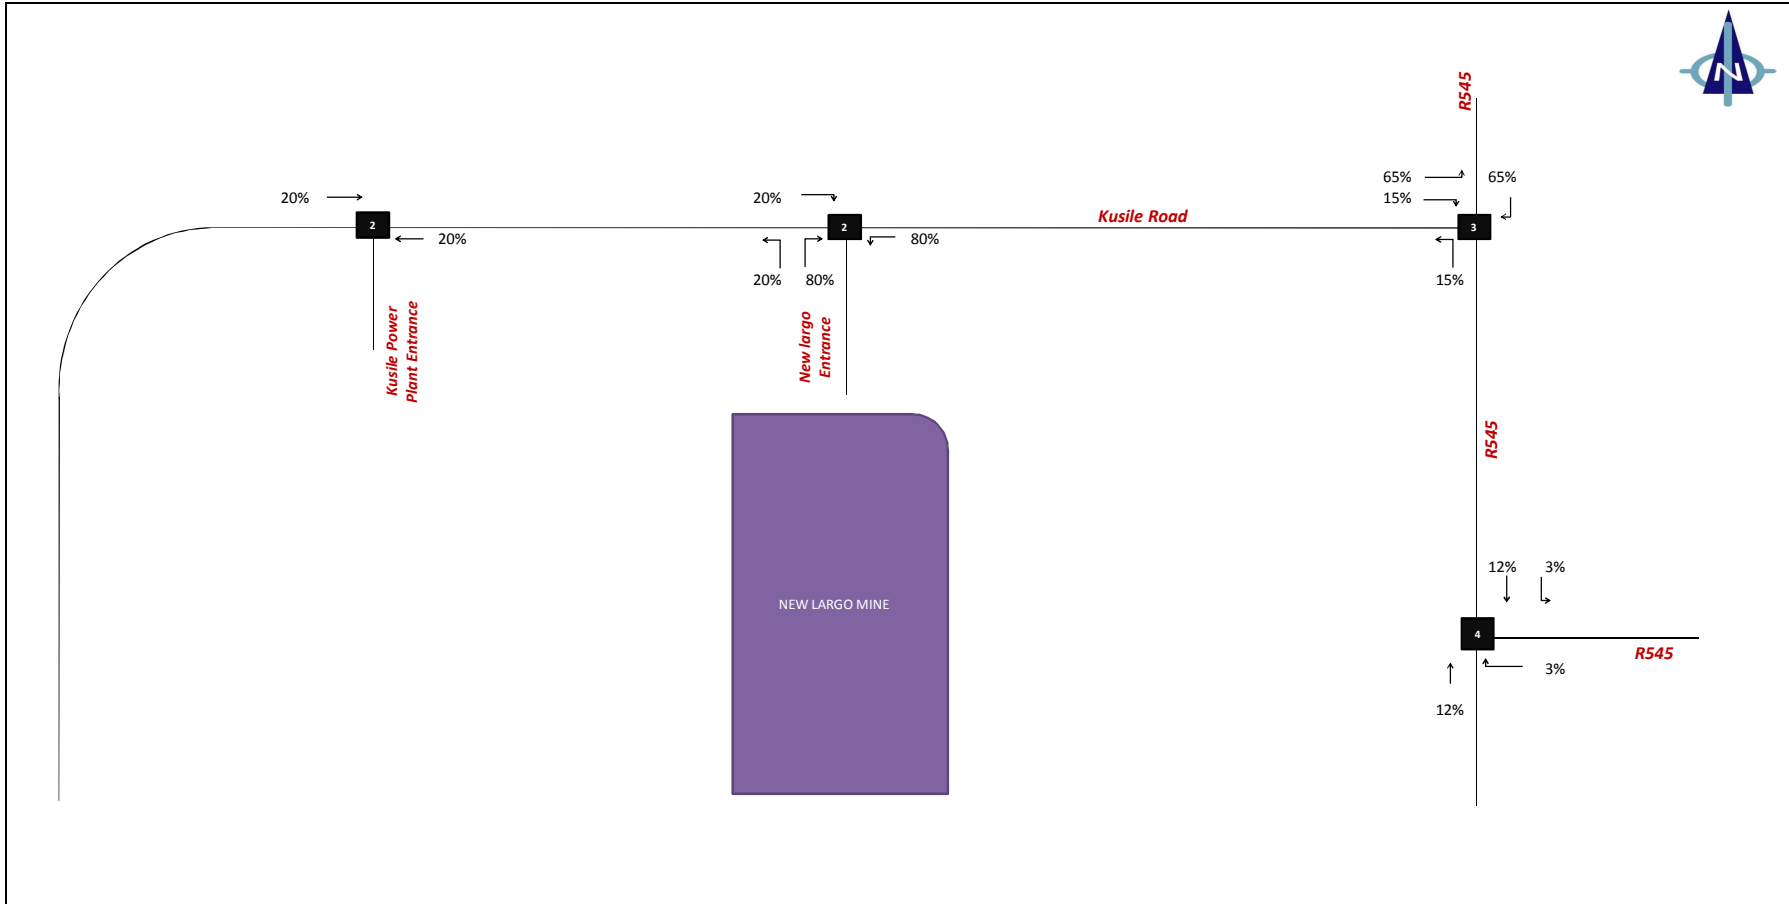 N
R545
65%
65%
15%
20%
20%
Kusile Road
2
2
3
20%
80%
20%
80%
15%
Kusile Power
Plant Entrance
New largo
Entrance
R545
12%
3%
NEW LARGO MINE
4
R545
3%
12%